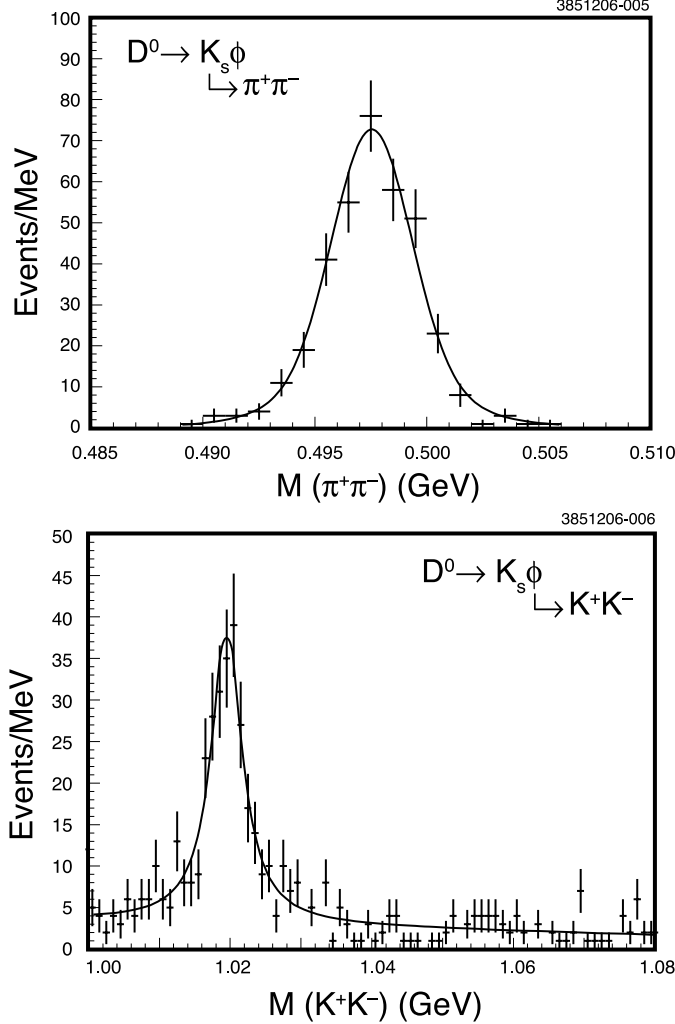 3851206-005
100
D⁰→ Kₛϕ
90
→ π⁺π⁻
80
70
60
50
40
30
20
10
0
Events/MeV
0.485 0.490 0.495 0.500 0.505 0.510
M (π⁺π⁻) (GeV)
3851206-006
50
D⁰→ Kₛϕ
45
→ K⁺K⁻
40
35
30
25
20
15
10
5
0
Events/MeV
1.00 1.02 1.04 1.06 1.08
M (K⁺K⁻) (GeV)